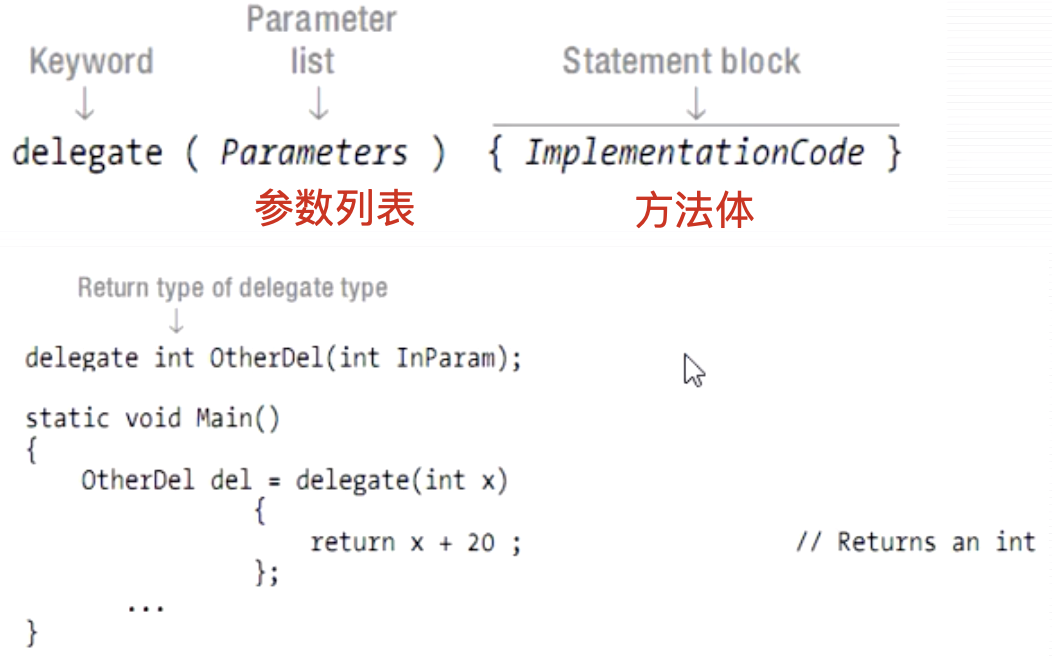 Parameter
Keyword list Statement block
↓ ↓ ↓
delegate ( Parameters ) { ImplementationCode }
参数列表 方法体
Return type of delegate type
↓
delegate int OtherDel(int InParam);
static void Main()
{
OtherDel del = delegate(int x)
{
return x + 20 ; // Returns an int
};
...
}